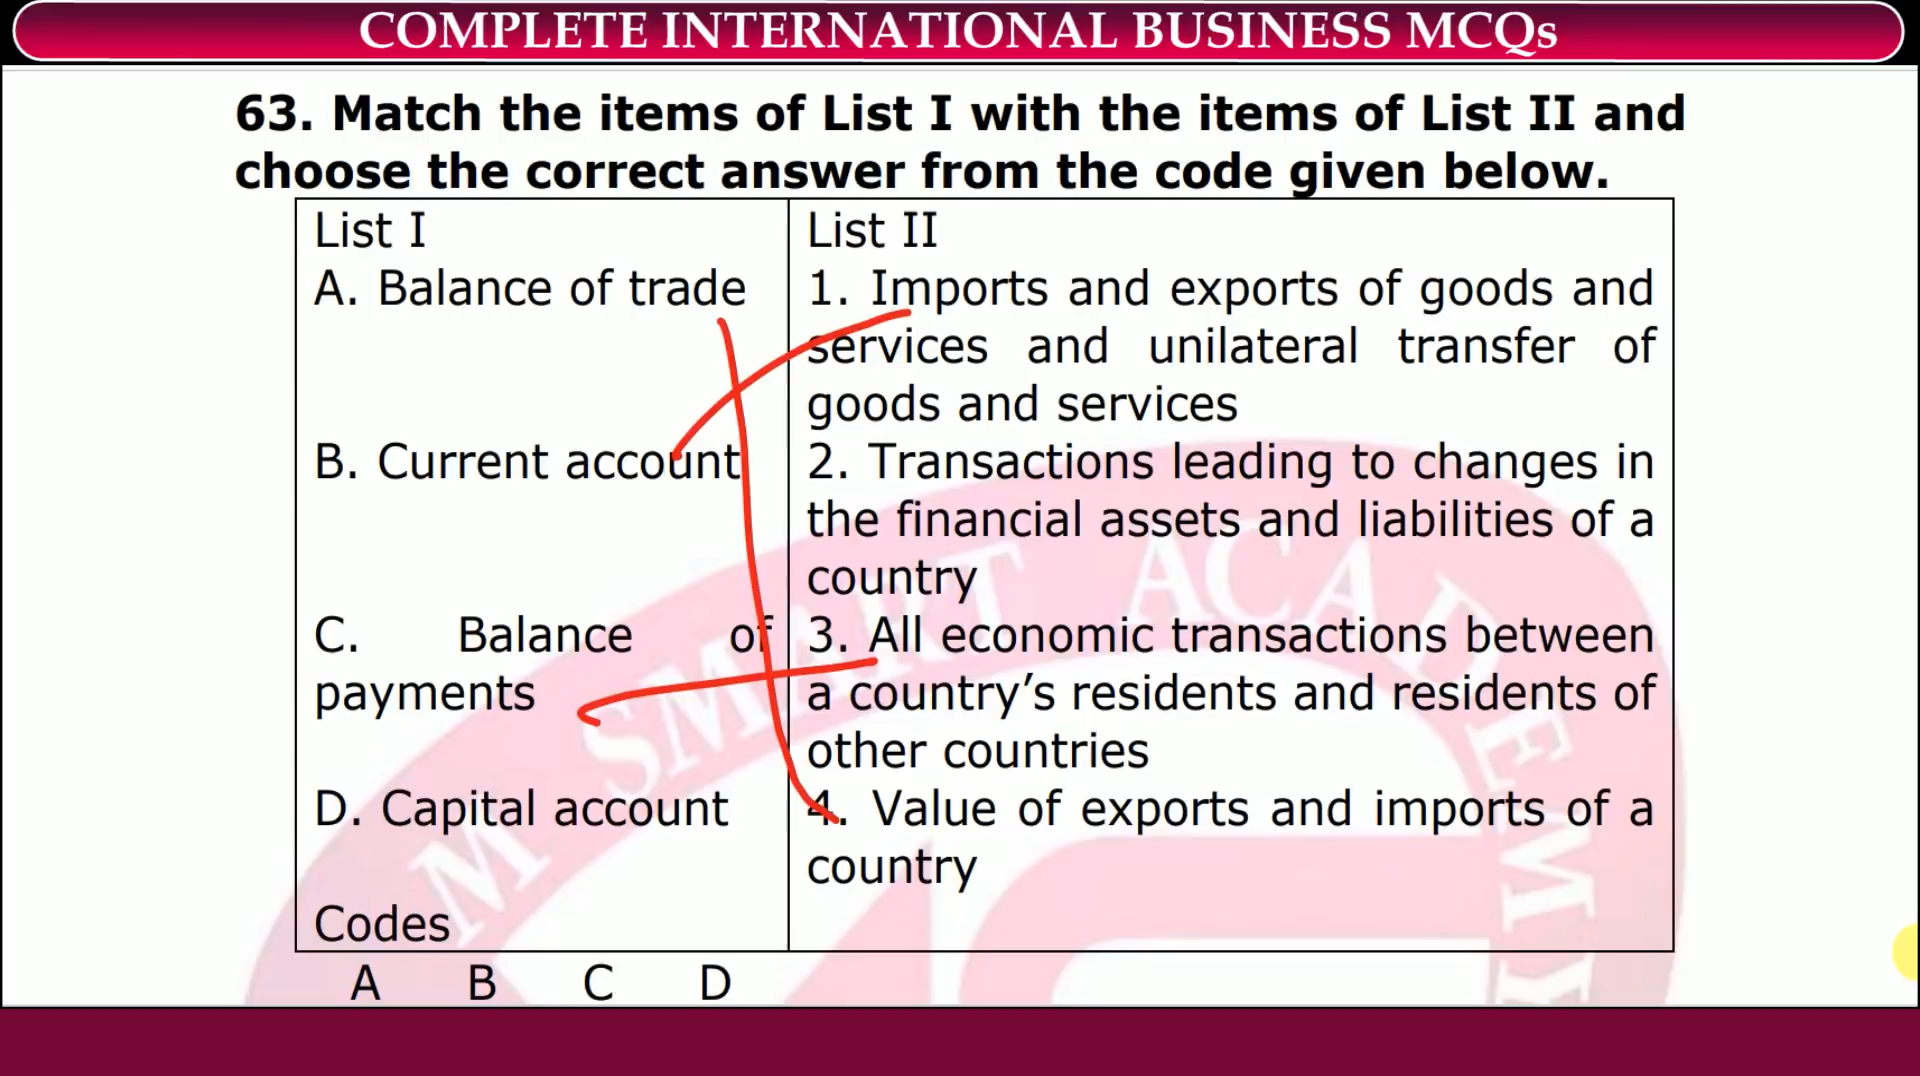 COMPLETE INTERNATIONAL BUSINESS MCQs
63. Match the items of List I with the items of List II and
choose the correct answer from the code given below.
List I
A. Balance of trade
B. Current account
C. Balance of
payments
D. Capital account
Codes
List II
1. Imports and exports of goods and
services and unilateral transfer of
goods and services
2. Transactions leading to changes in
the financial assets and liabilities of a
country
3. All economic transactions between
a country’s residents and residents of
other countries
4. Value of exports and imports of a
country
A B C D
M SMART ACADEMY